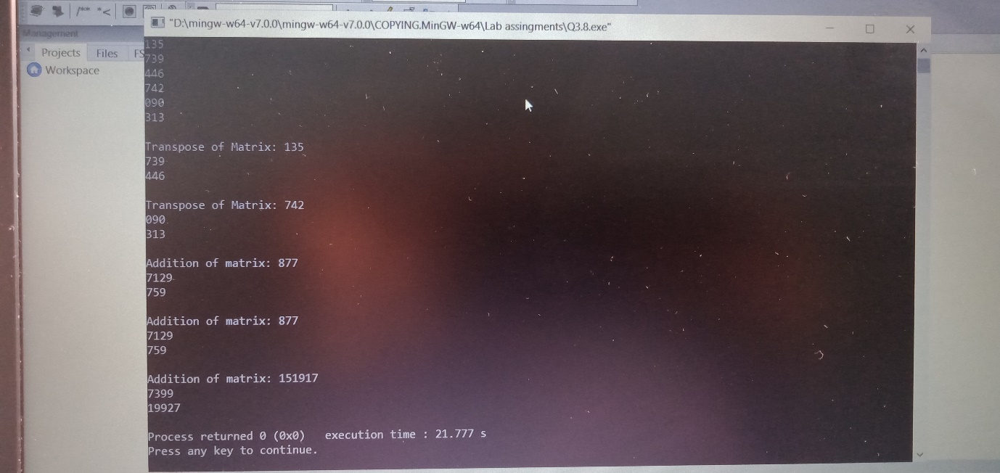 "D:\mingw-w64-v7.0.0\mingw-w64-v7.0.0\COPYING.MinGW-w64\Lab assingments\Q3.8.exe"
Management
Projects Files FS
Workspace
135
739
446
742
090
313
Transpose of Matrix: 135
739
446
Transpose of Matrix: 742
090
313
Addition of matrix: 877
7129
759
Addition of matrix: 877
7129
759
Addition of matrix: 151917
7399
19927
Process returned 0 (0x0) execution time : 21.777 s
Press any key to continue.